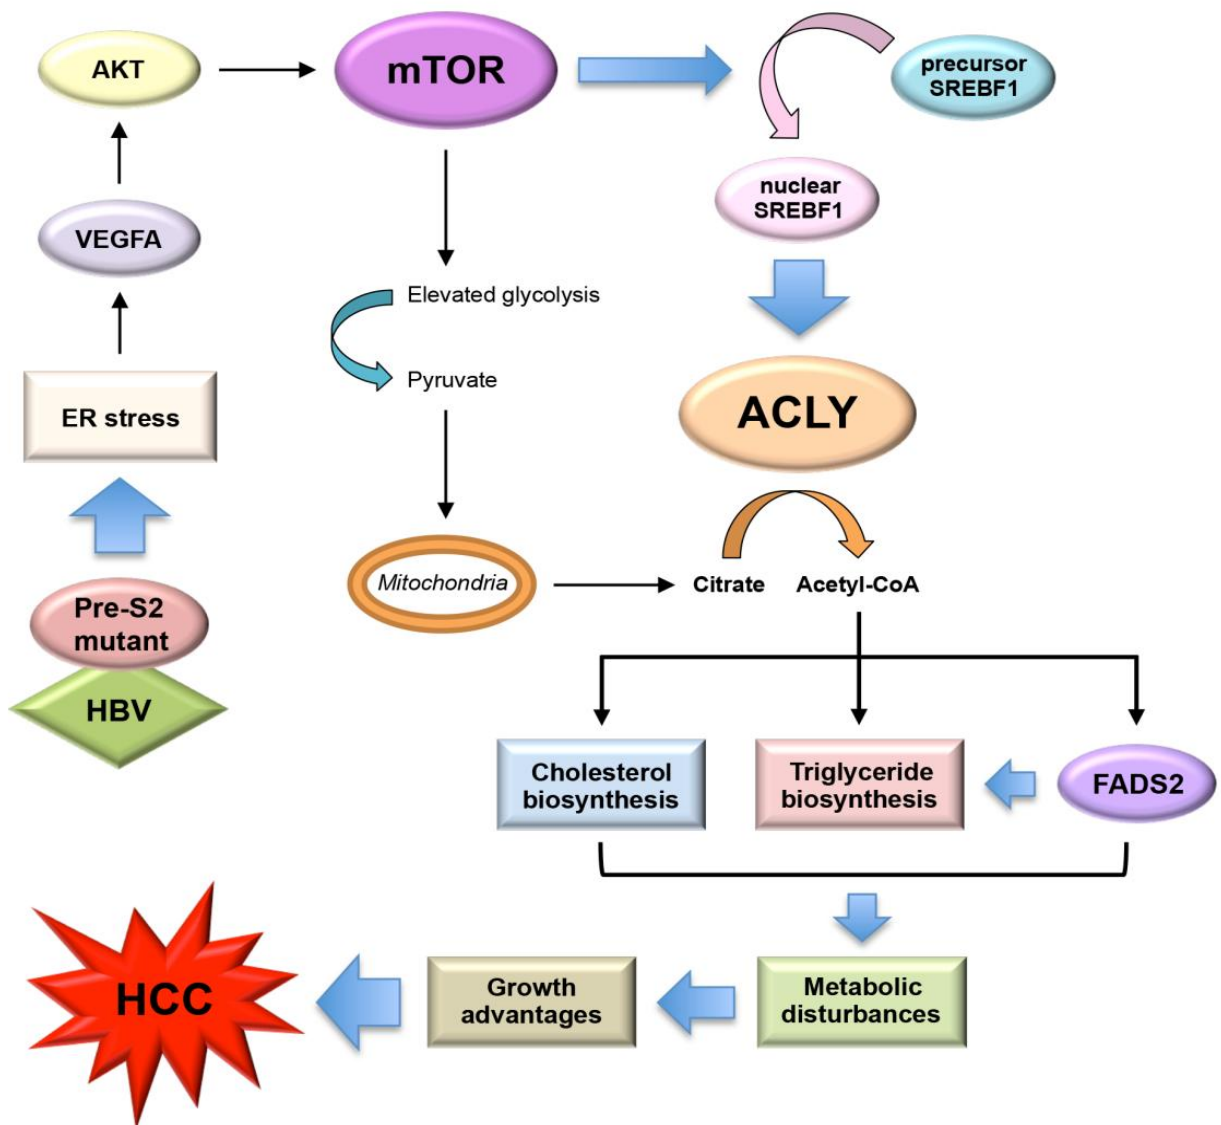 AKT
mTOR
precursor
SREBF1
nuclear
SREBF1
VEGFA
Elevated glycolysis
Pyruvate
ER stress
ACLY
Mitochondria
Citrate
Acetyl-CoA
Pre-S2
mutant
HBV
Cholesterol
biosynthesis
Triglyceride
biosynthesis
FADS2
HCC
Growth
advantages
Metabolic
disturbances